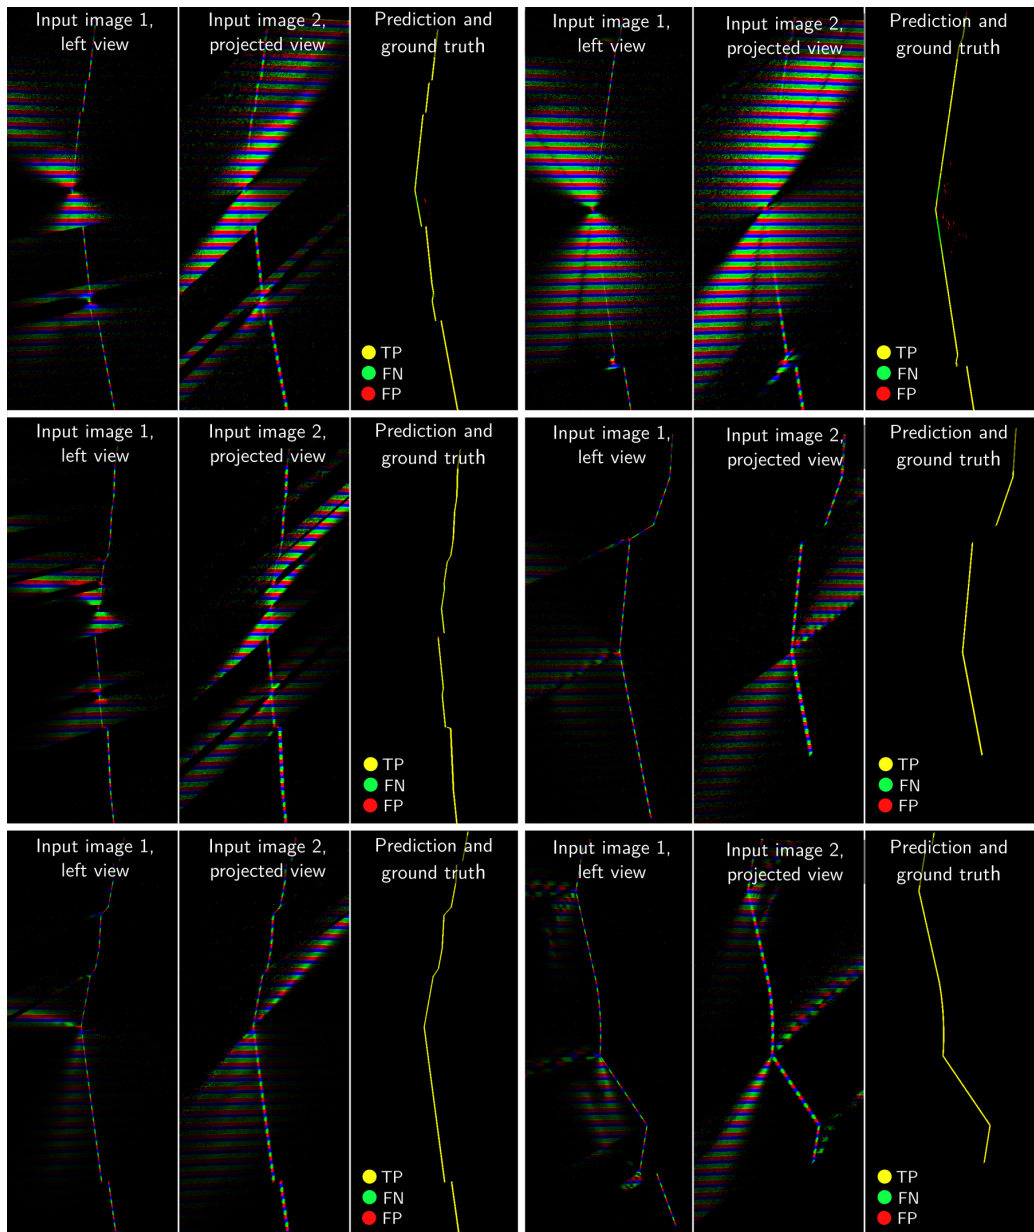 Input image 1,
left view
Input image 2,
projected view
Prediction and
ground truth
TP
FN
FP
Input image 1,
left view
Input image 2,
projected view
Prediction and
ground truth
TP
FN
FP
Input image 1,
left view
Input image 2,
projected view
Prediction and
ground truth
TP
FN
FP
Input image 1,
left view
Input image 2,
projected view
Prediction and
ground truth
TP
FN
FP
Input image 1,
left view
Input image 2,
projected view
Prediction and
ground truth
TP
FN
FP
Input image 1,
left view
Input image 2,
projected view
Prediction and
ground truth
TP
FN
FP